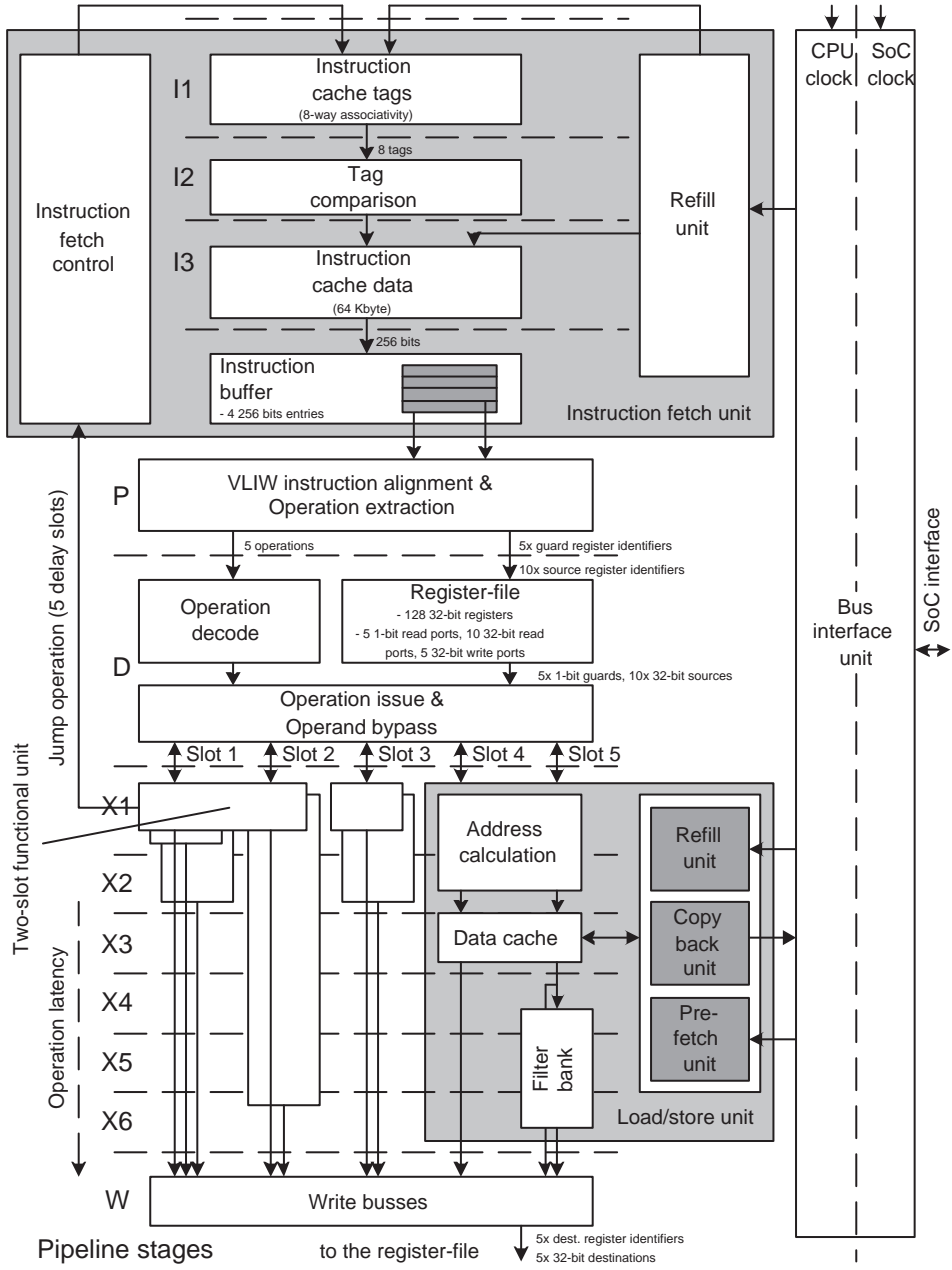 CPU
clock
SoC
clock
I1
Instruction
cache tags
(8-way associativity)
8 tags
I2
Tag
comparison
Instruction
fetch
control
Refill
unit
I3
Instruction
cache data
(64 Kbyte)
256 bits
Instruction
buffer
- 4 256 bits entries
Instruction fetch unit
P
VLIW instruction alignment &
Operation extraction
5 operations
5x guard register identifiers
10x source register identifiers
Jump operation (5 delay slots)
Operation
decode
Register-file
- 128 32-bit registers
- 5 1-bit read ports, 10 32-bit read
ports, 5 32-bit write ports
D
5x 1-bit guards, 10x 32-bit sources
Operation issue &
Operand bypass
Bus
interface
unit
SoC interface
Slot 1
Slot 2
Slot 3
Slot 4
Slot 5
Two-slot functional unit
X1
X2
X3
X4
X5
X6
Operation latency
Address
calculation
Data cache
Filter
bank
Refill
unit
Copy
back
unit
Pre-
fetch
unit
Load/store unit
W
Write busses
Pipeline stages
to the register-file
5x dest. register identifiers
5x 32-bit destinations